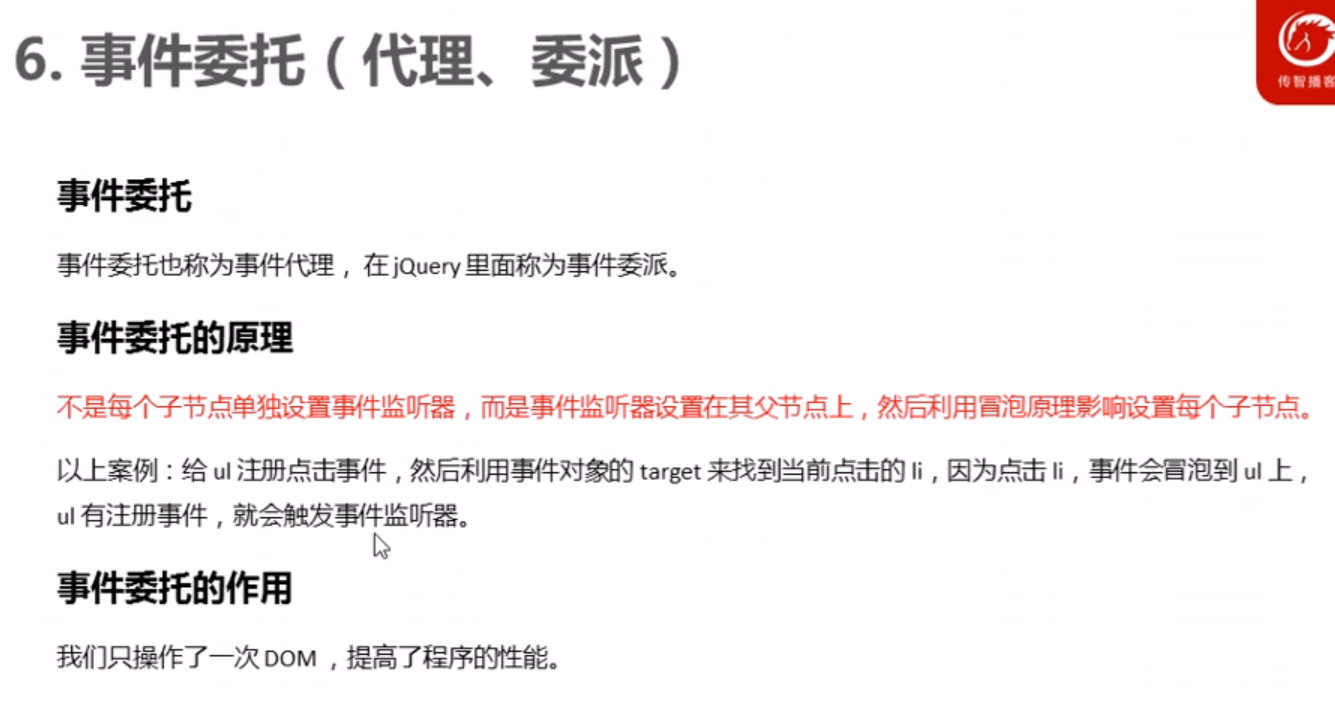 6. 事件委托（代理、委派）
传智播客
事件委托
事件委托也称为事件代理， 在 jQuery 里面称为事件委派。
事件委托的原理
不是每个子节点单独设置事件监听器，而是事件监听器设置在其父节点上，然后利用冒泡原理影响设置每个子节点。
以上案例：给 ul 注册点击事件，然后利用事件对象的 target 来找到当前点击的 li，因为点击 li，事件会冒泡到 ul 上，
ul 有注册事件，就会触发事件监听器。
事件委托的作用
我们只操作了一次 DOM ，提高了程序的性能。